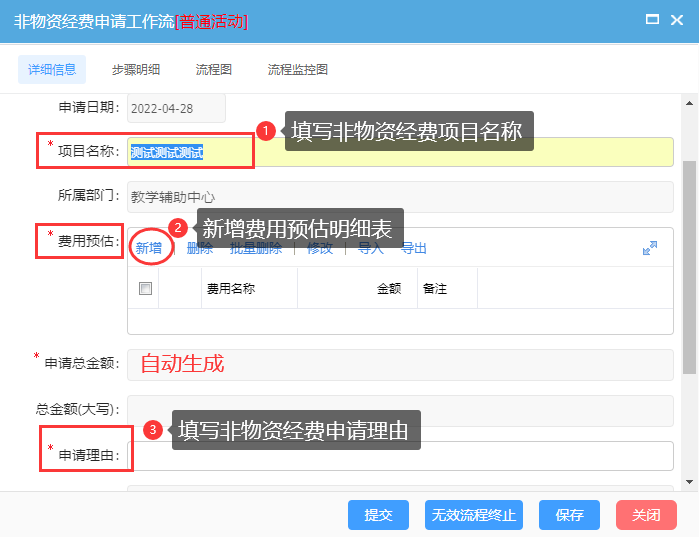 非物资经费申请工作流[普通活动]
详细信息 步骤明细 流程图 流程监控图
申请日期： 2022-04-28
1 填写非物资经费项目名称
* 项目名称： 测试测试测试
所属部门： 教学辅助中心
2 新增费用预估明细表
* 费用预估： 新增 | 删除 批量删除 | 修改 | 导入 导出
费用名称 金额 备注
* 申请总金额： 自动生成
总金额(大写)：
3 填写非物资经费申请理由
* 申请理由：
提交 无效流程终止 保存 关闭